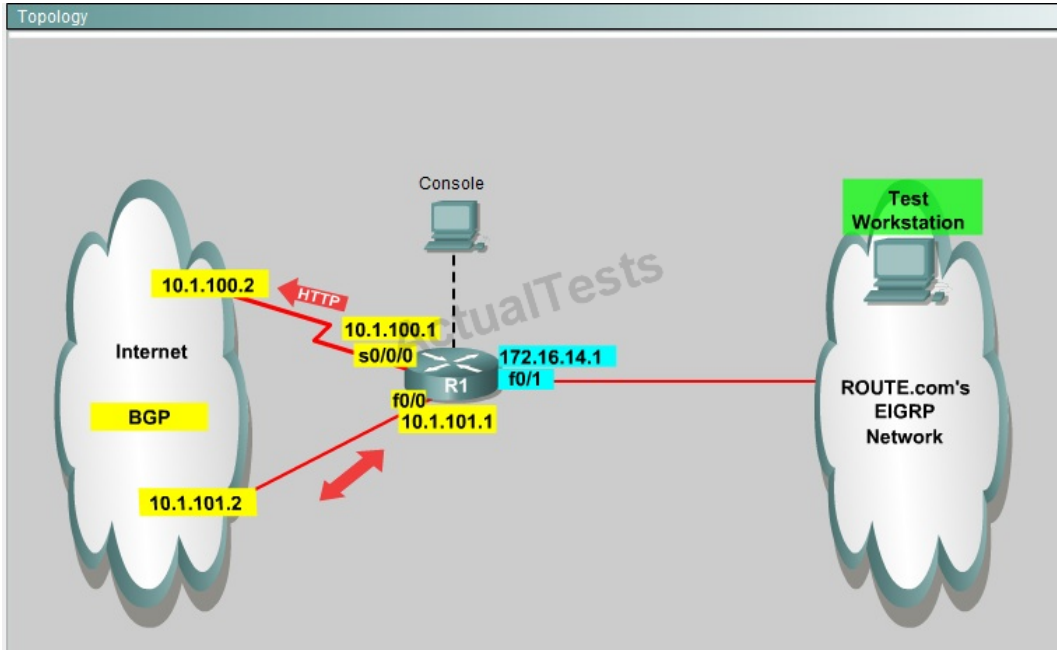 Topology
Console
Test
Workstation
10.1.100.2
HTTP
ActualTests
10.1.100.1
Internet
s0/0/0
172.16.14.1
R1
f0/1
ROUTE.com's
EIGRP
Network
BGP
f0/0
10.1.101.1
10.1.101.2